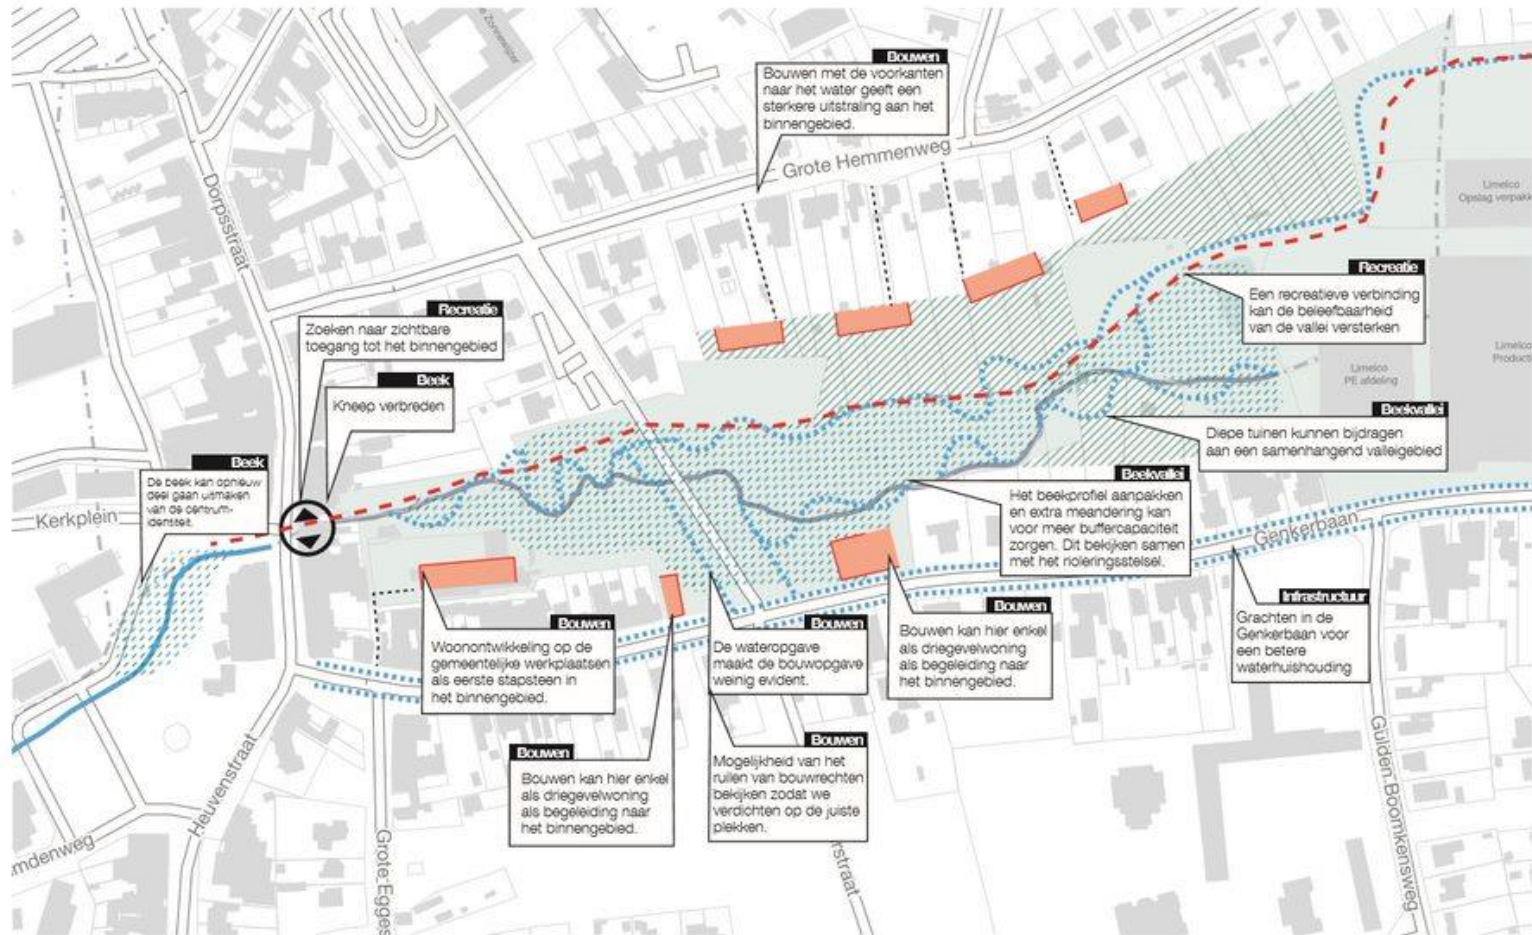 Bouwen
Bouwen met de voorkanten
naar het water geeft een
sterkere uitstraling aan het
binnengebied.
Grote Hemmenweg
Dorpsstraat
Limelco
Opslag verpakk
Recreatie
Een recreatieve verbinding
kan de beleefbaarheid
van de vallei versterken
Recreatie
Zoeken naar zichtbare
toegang tot het binnengebied
Limelco
Producti
Limelco
PE afdeling
Beek
Kneep verbreden
Beekvallei
Diepe tuinen kunnen bijdragen
aan een samenhangend valleigebied
Beek
De beek kan opnieuw
deel gaan uitmaken
van de centrum-
identiteit.
Kerkplein
Beekvallei
Het beekprofiel aanpakken
en extra meandering kan
voor meer buffercapaciteit
zorgen. Dit bekijken samen
met het rioleringsstelsel.
Genkerbaan
Infrastructuur
Grachten in de
Genkerbaan voor
een betere
waterhuishouding
Bouwen
Woonontwikkeling op de
gemeentelijke werkplaatsen
als eerste stapsteen in
het binnengebied.
Bouwen
De wateropgave
maakt de bouwopgave
weinig evident.
Bouwen
Bouwen kan hier enkel
als driegevelwoning
als begeleiding naar
het binnengebied.
Bouwen
Bouwen kan hier enkel
als driegevelwoning
als begeleiding naar
het binnengebied.
Bouwen
Mogelijkheid van het
ruilen van bouwrechten
bekijken zodat we
verdichten op de juiste
plekken.
Heuvenstraat
mdenweg
Grote Egges
rstraat
Gulden Boomkensweg